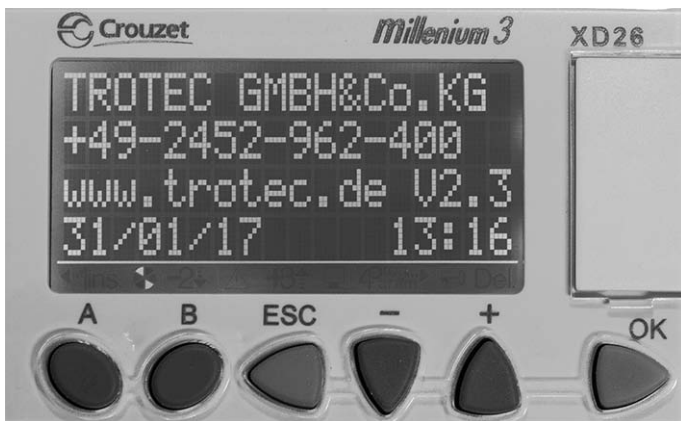 Crouzet millenium 3 XD26
TROTEC GMBH&Co.KG
+49-2452-962-400
www.trotec.de V2.3
31/01/17 13:16
A B ESC - + OK